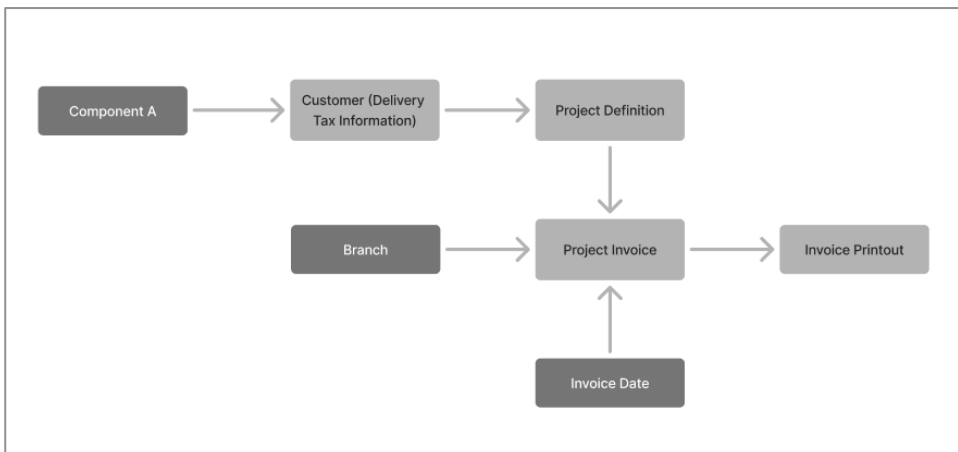 Component A
Customer (Delivery
Tax Information)
Project Definition
Branch
Project Invoice
Invoice Printout
Invoice Date